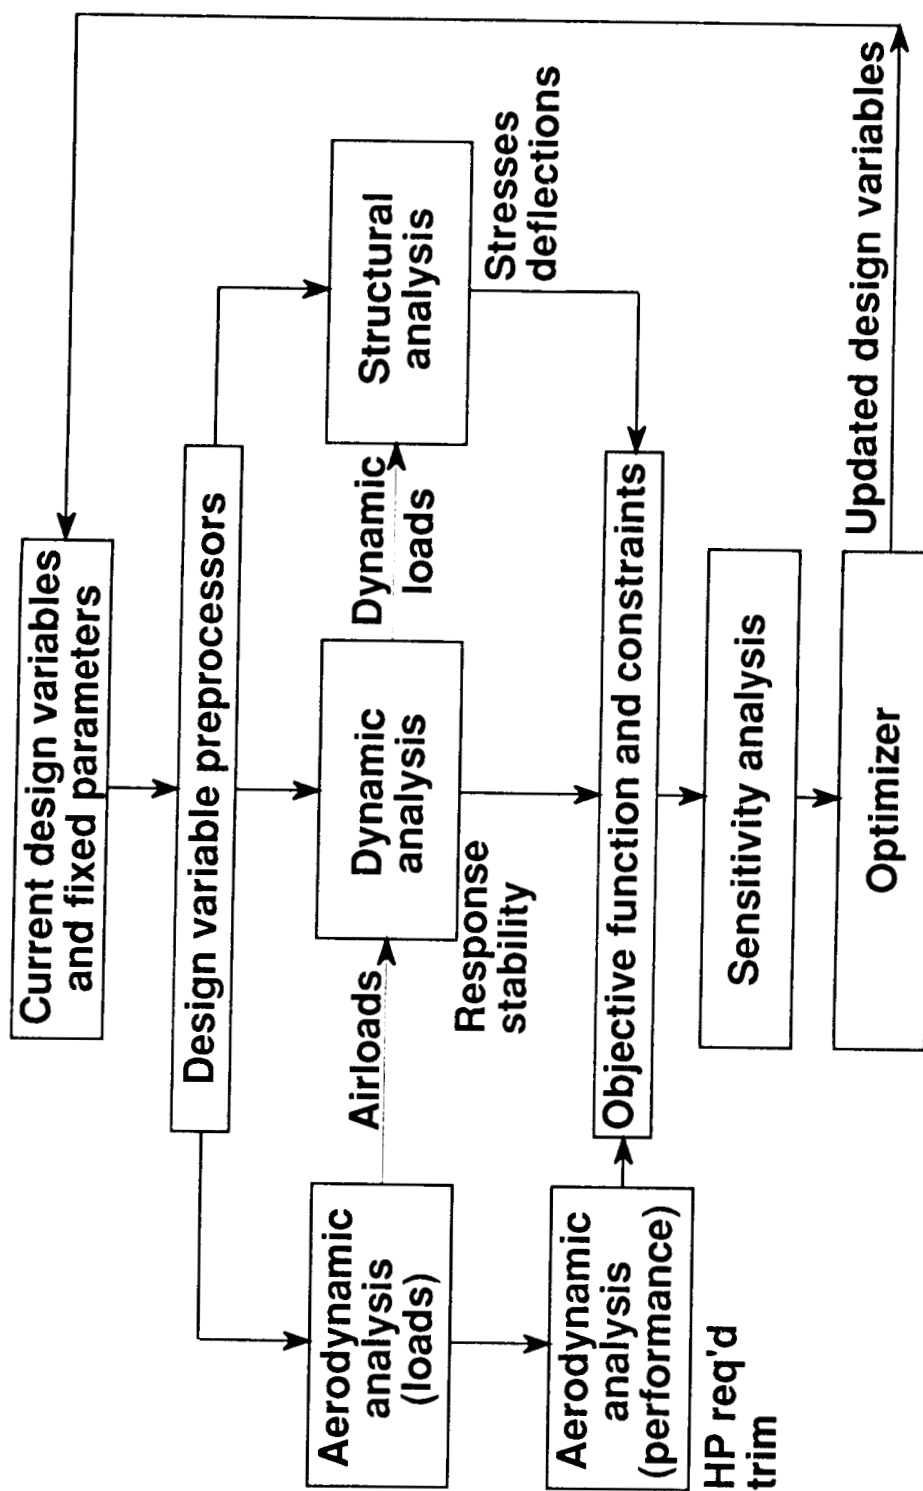 Current design variables
and fixed parameters
Design variable preprocessors
Aerodynamic
analysis
(loads)
Airloads
Dynamic
analysis
Dynamic
loads
Structural
analysis
Response
stability
Stresses
deflections
Aerodynamic
analysis
(performance)
HP req'd
trim
Objective function and constraints
Sensitivity analysis
Optimizer
Updated design variables